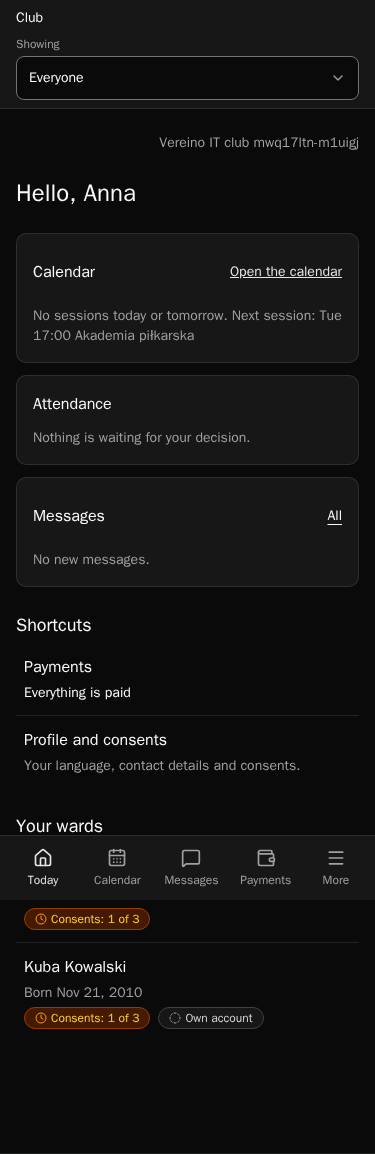 Club
Showing
Everyone
Vereino IT club mwq17ltn-m1uigj
Hello, Anna
Calendar
Open the calendar
No sessions today or tomorrow. Next session: Tue
17:00 Akademia piłkarska
Attendance
Nothing is waiting for your decision.
Messages
All
No new messages.
Shortcuts
Payments
Everything is paid
Profile and consents
Your language, contact details and consents.
Your wards
Today
Calendar
Messages
Payments
More
Consents: 1 of 3
Kuba Kowalski
Born Nov 21, 2010
Consents: 1 of 3
Own account